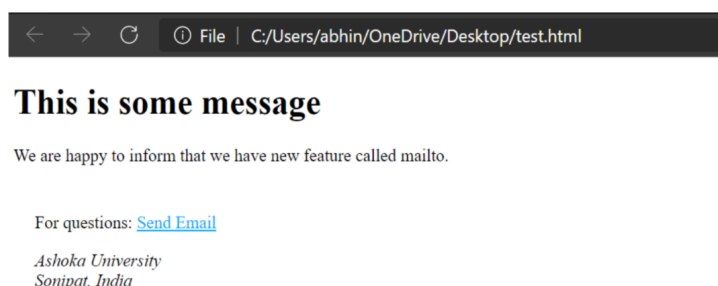 File | C:/Users/abhin/OneDrive/Desktop/test.html
This is some message
We are happy to inform that we have new feature called mailto.
For questions: Send Email
Ashoka University
Sonipat, India